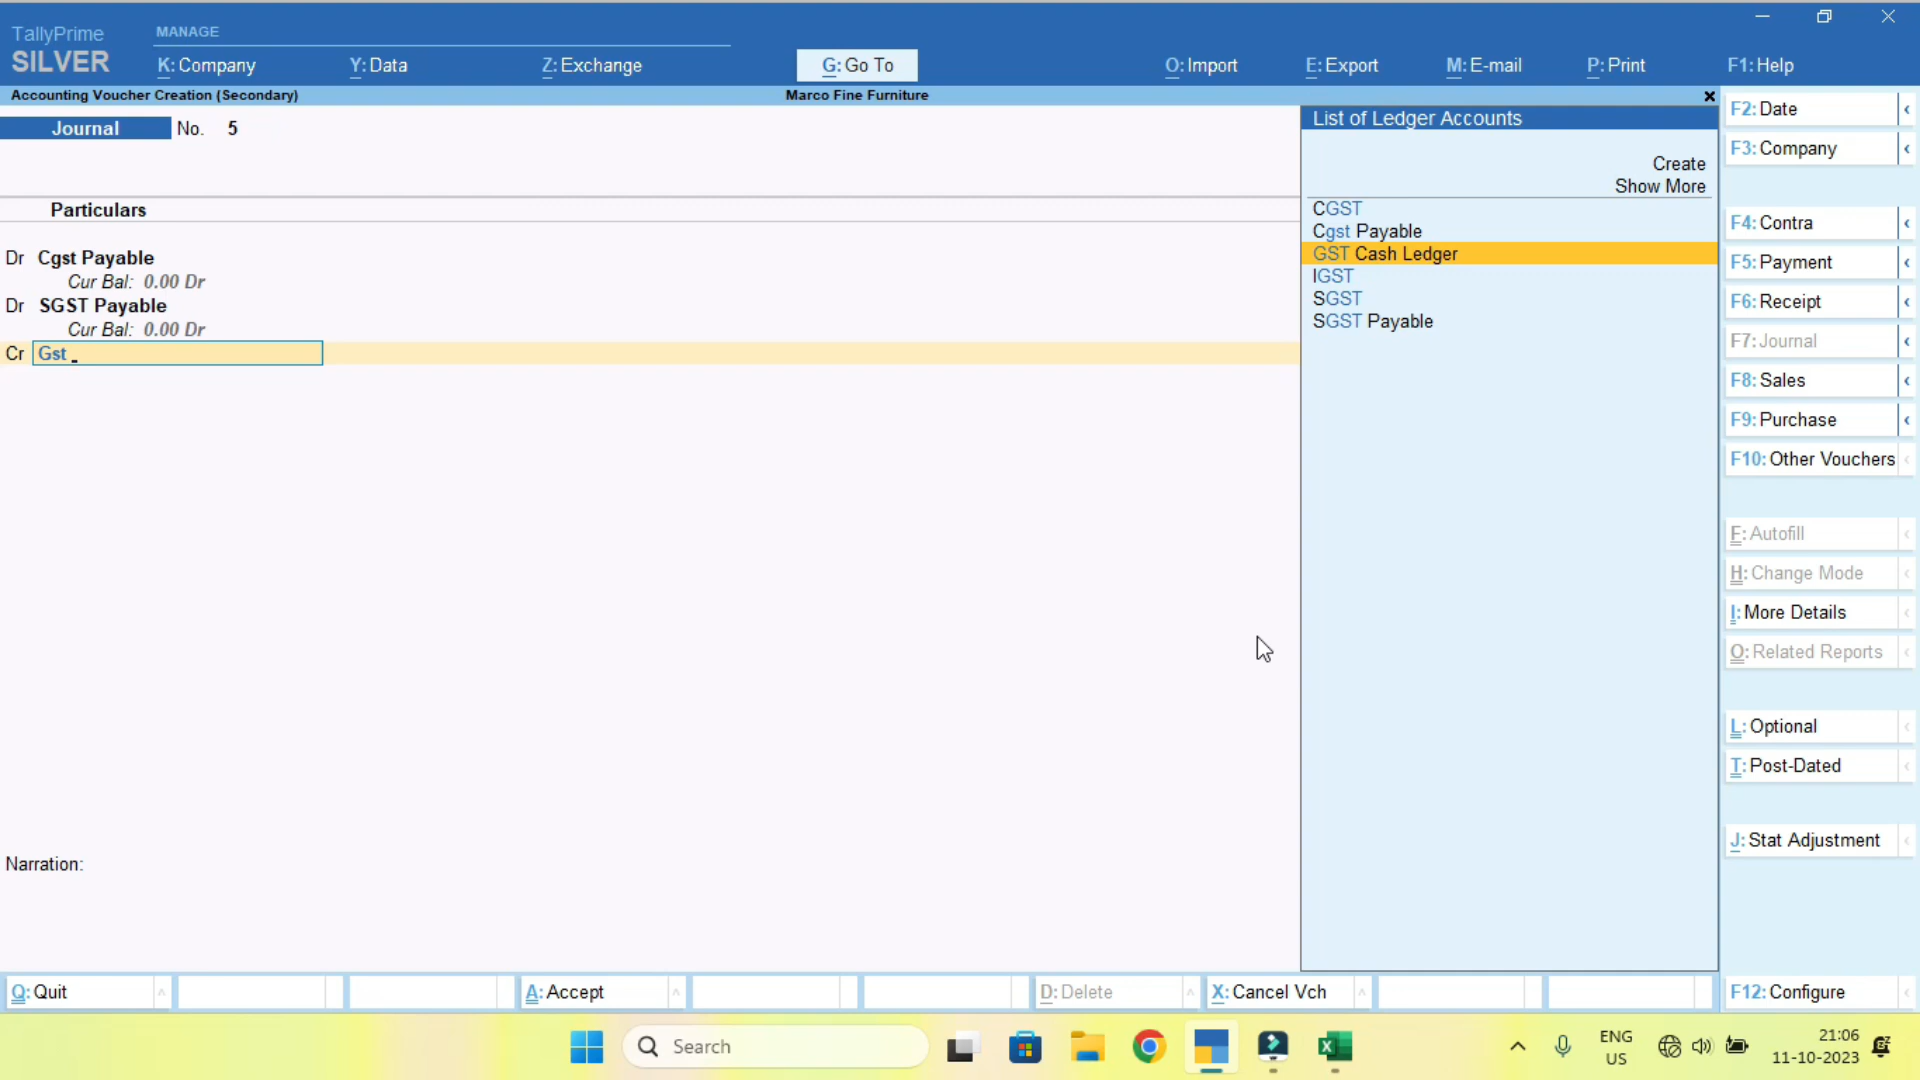 TallyPrime
SILVER
MANAGE
K: Company
Y: Data
Z: Exchange
G: Go To
O: Import
E: Export
M: E-mail
P: Print
F1: Help
Accounting Voucher Creation (Secondary)
Marco Fine Furniture
Journal No. 5
Particulars
Dr Cgst Payable
Cur Bal: 0.00 Dr
Dr SGST Payable
Cur Bal: 0.00 Dr
Cr Gst
Narration:
List of Ledger Accounts
Create
Show More
CGST
Cgst Payable
GST Cash Ledger
IGST
SGST
SGST Payable
F2: Date
F3: Company
F4: Contra
F5: Payment
F6: Receipt
F7: Journal
F8: Sales
F9: Purchase
F10: Other Vouchers
F: Autofill
H: Change Mode
I: More Details
O: Related Reports
L: Optional
T: Post-Dated
J: Stat Adjustment
Q: Quit
A: Accept
D: Delete
X: Cancel Vch
F12: Configure
Search
ENG
US
21:06
11-10-2023